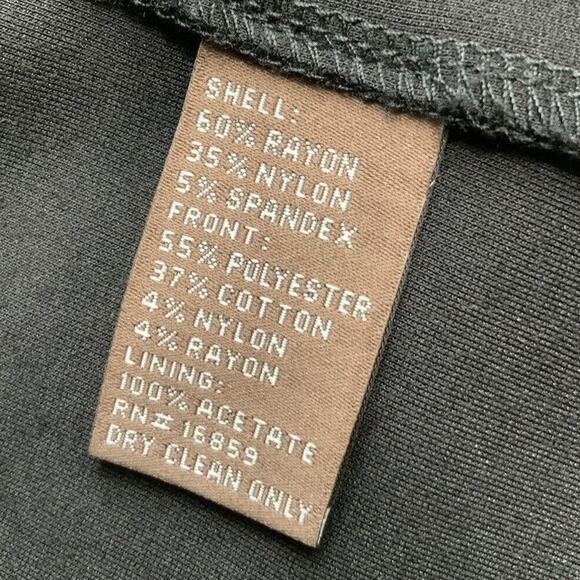 SHELL:
60% RAYON
35% NYLON
5% SPANDEX
FRONT:
55% POLYESTER
37% COTTON
4% NYLON
4% RAYON
LINING:
100% ACETATE
RN# 16859
DRY CLEAN ONLY